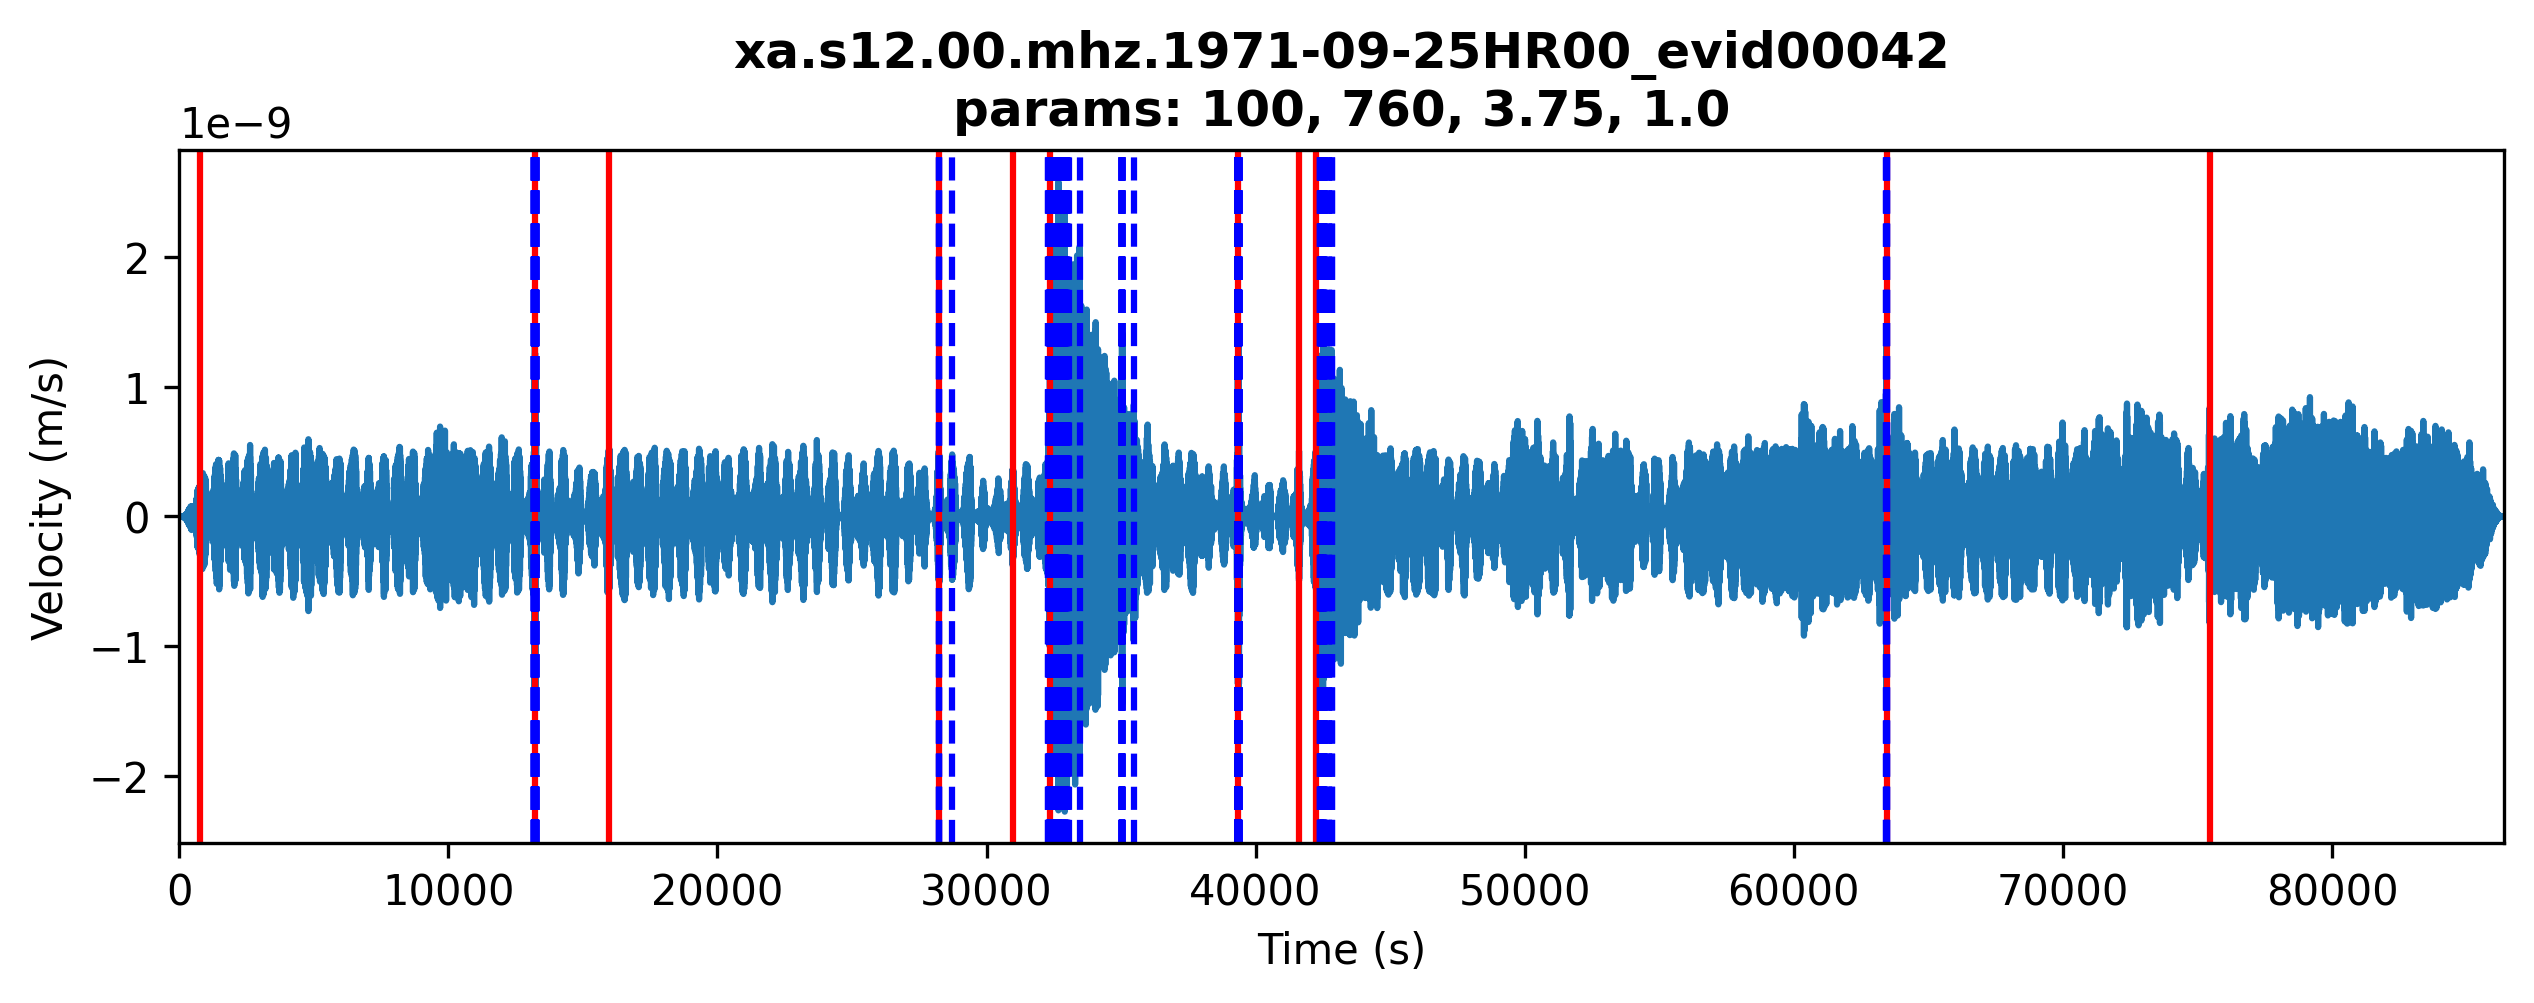 xa.s12.00.mhz.1971-09-25HR00_evid00042
params: 100, 760, 3.75, 1.0
1e−9
2
1
0
−1
−2
Velocity (m/s)
0 10000 20000 30000 40000 50000 60000 70000 80000
Time (s)